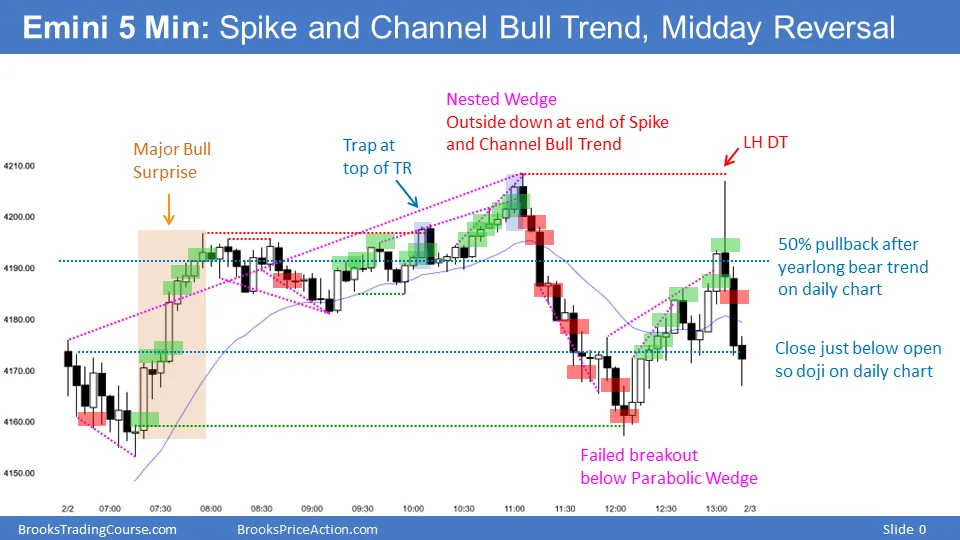 Emini 5 Min: Spike and Channel Bull Trend, Midday Reversal
Nested Wedge
Outside down at end of Spike
and Channel Bull Trend
Major Bull
Surprise
Trap at
top of TR
LH DT
4210.00
4200.00
4190.00
4180.00
4170.00
4160.00
4150.00
50% pullback after
yearlong bear trend
on daily chart
Close just below open
so doji on daily chart
Failed breakout
below Parabolic Wedge
2/2
07:00
07:30
08:00
08:30
09:00
09:30
10:00
10:30
11:00
11:30
12:00
12:30
13:00
2/3
BrooksTradingCourse.com
BrooksPriceAction.com
Slide 0